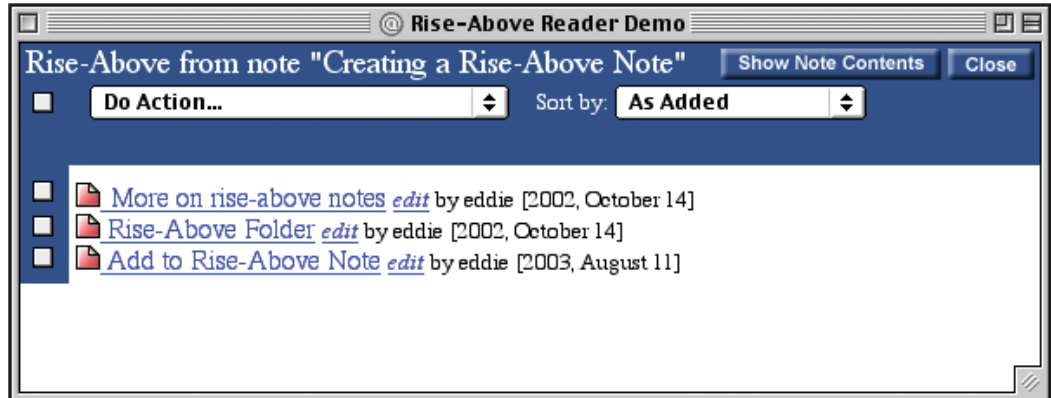 @ Rise-Above Reader Demo
Rise-Above from note "Creating a Rise-Above Note" Show Note Contents Close
Do Action... Sort by: As Added
More on rise-above notes edit by eddie [2002, October 14]
Rise-Above Folder edit by eddie [2002, October 14]
Add to Rise-Above Note edit by eddie [2003, August 11]